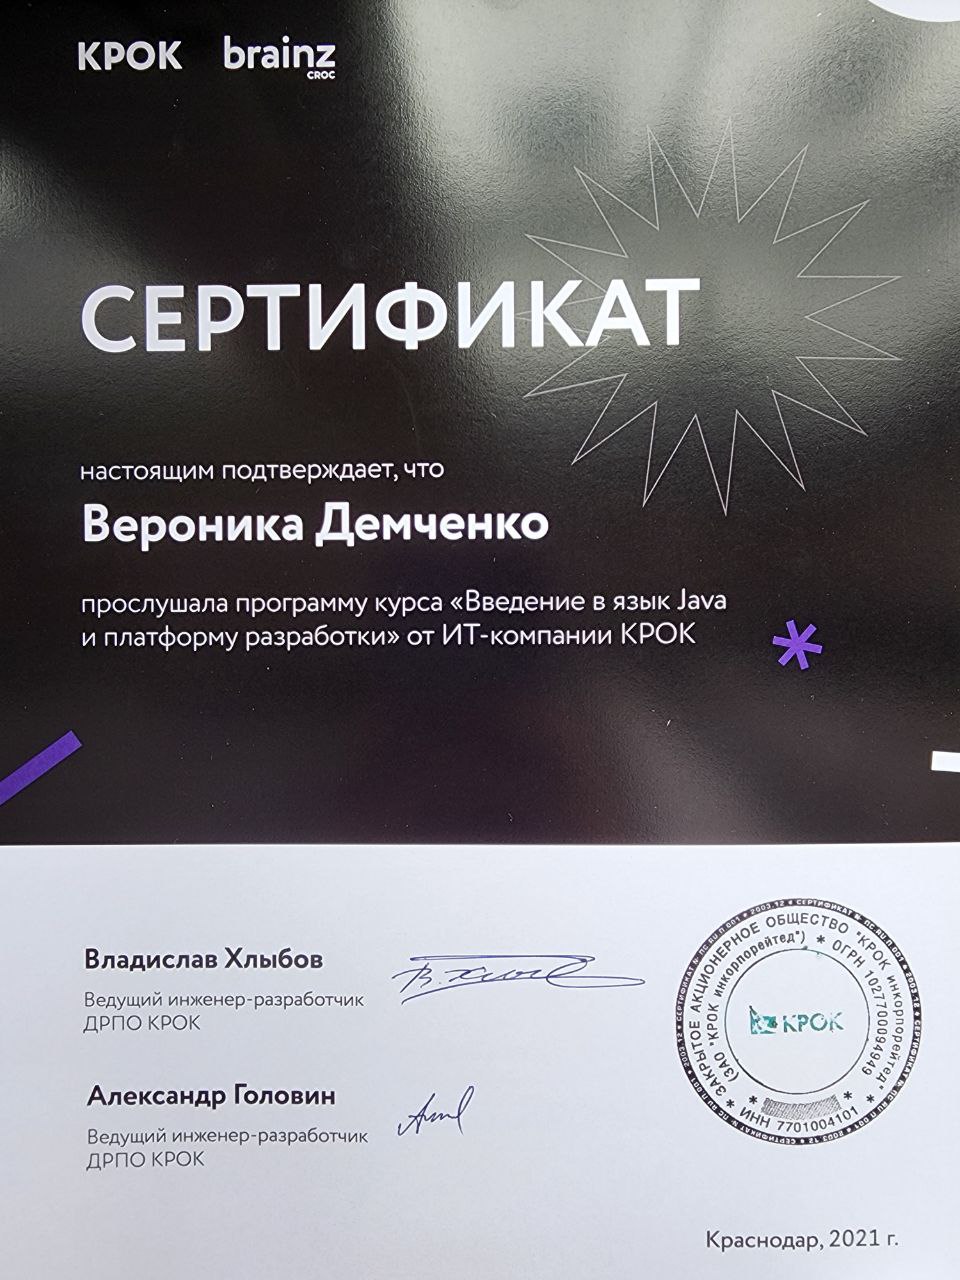 КРОК brainz
CROC
СЕРТИФИКАТ
настоящим подтверждает, что
Вероника Демченко
прослушала программу курса «Введение в язык Java
и платформу разработки» от ИТ-компании КРОК
Владислав Хлыбов
Ведущий инженер-разработчик
ДРПО КРОК
Александр Головин
Ведущий инженер-разработчик
ДРПО КРОК
ЗАКРЫТОЕ АКЦИОНЕРНОЕ ОБЩЕСТВО "КРОК инкорпорейтед"
(ЗАО "КРОК инкорпорейтед") * ОГРН 1027700094949
КРОК
* ИНН 7701004101 *
Краснодар, 2021 г.